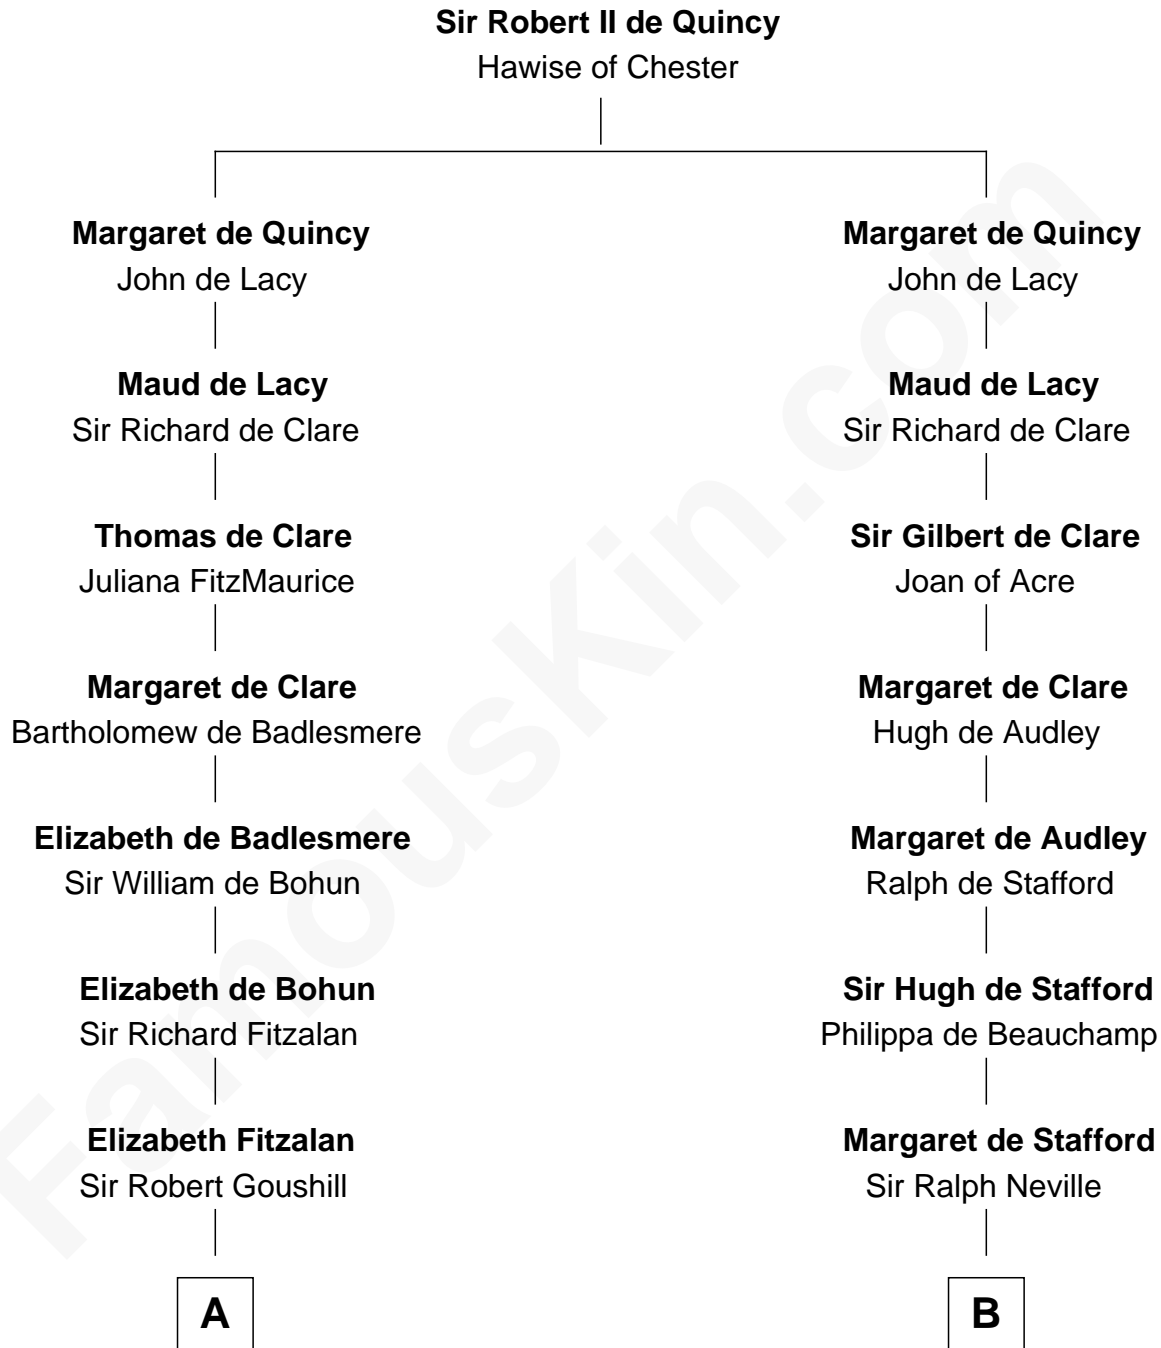 Sir Robert II de Quincy
Hawise of Chester
Margaret de Quincy
John de Lacy
Maud de Lacy
Sir Richard de Clare
Thomas de Clare
Juliana FitzMaurice
Margaret de Clare
Bartholomew de Badlesmere
Elizabeth de Badlesmere
Sir William de Bohun
Elizabeth de Bohun
Sir Richard Fitzalan
Elizabeth Fitzalan
Sir Robert Goushill
A
Margaret de Quincy
John de Lacy
Maud de Lacy
Sir Richard de Clare
Sir Gilbert de Clare
Joan of Acre
Margaret de Clare
Hugh de Audley
Margaret de Audley
Ralph de Stafford
Sir Hugh de Stafford
Philippa de Beauchamp
Margaret de Stafford
Sir Ralph Neville
B
FamousKin.com